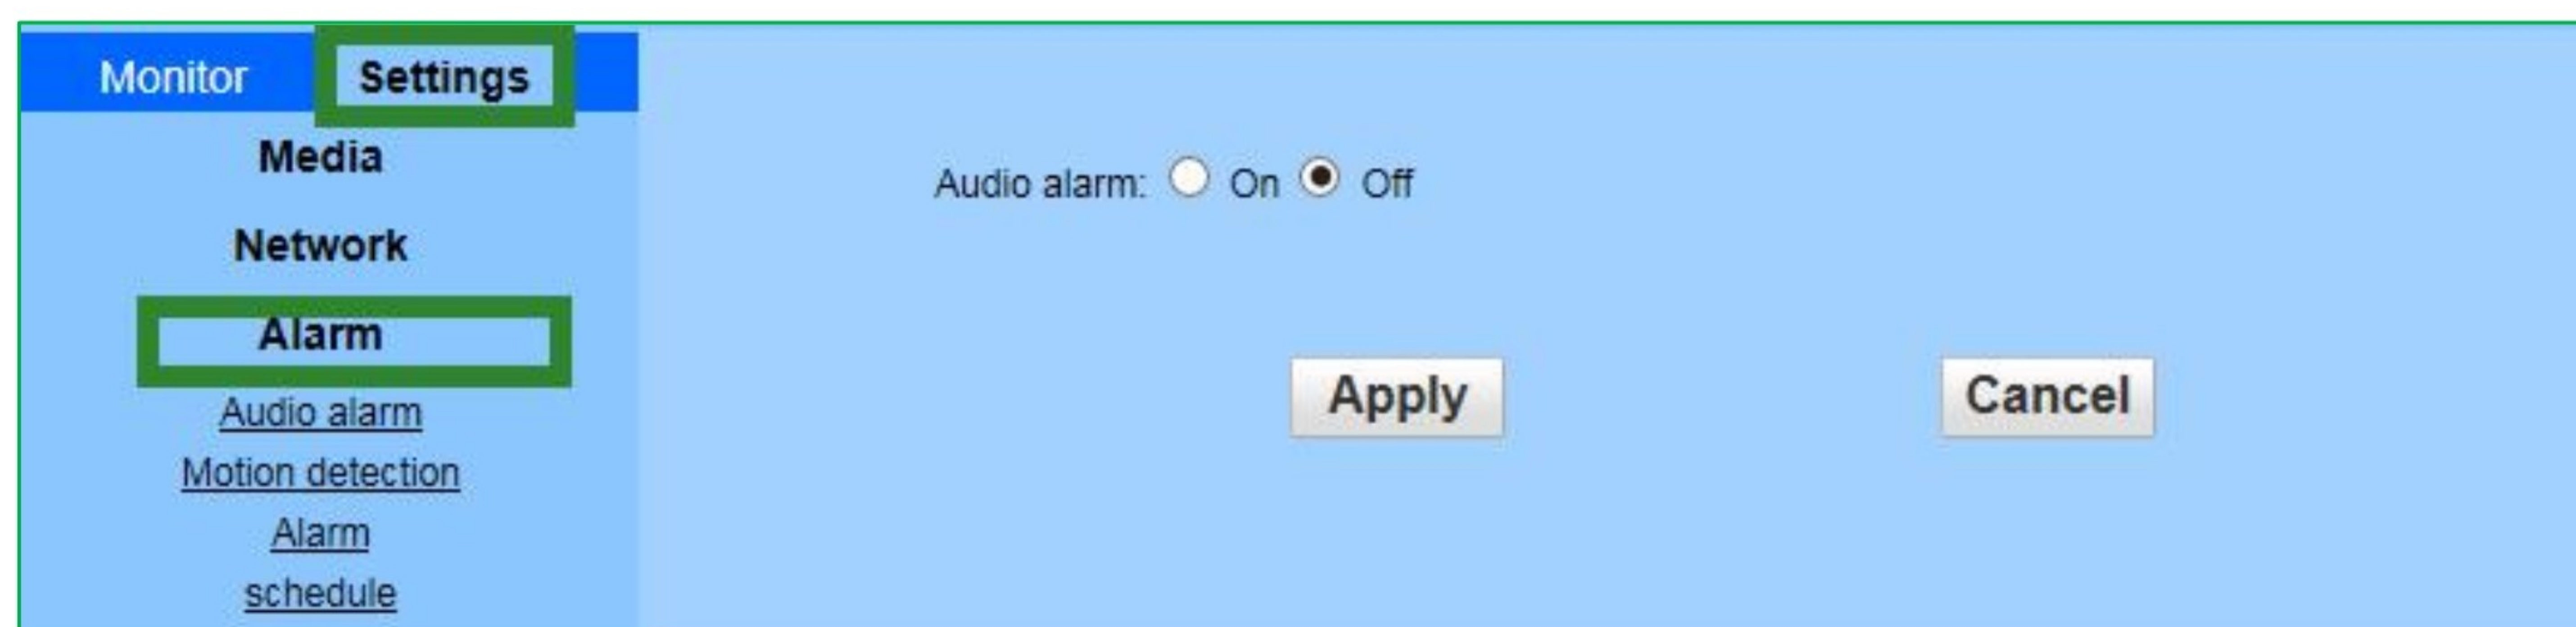 Monitor Settings
Media
Network
Alarm
Audio alarm
Motion detection
Alarm
schedule
Audio alarm: On Off
Apply Cancel